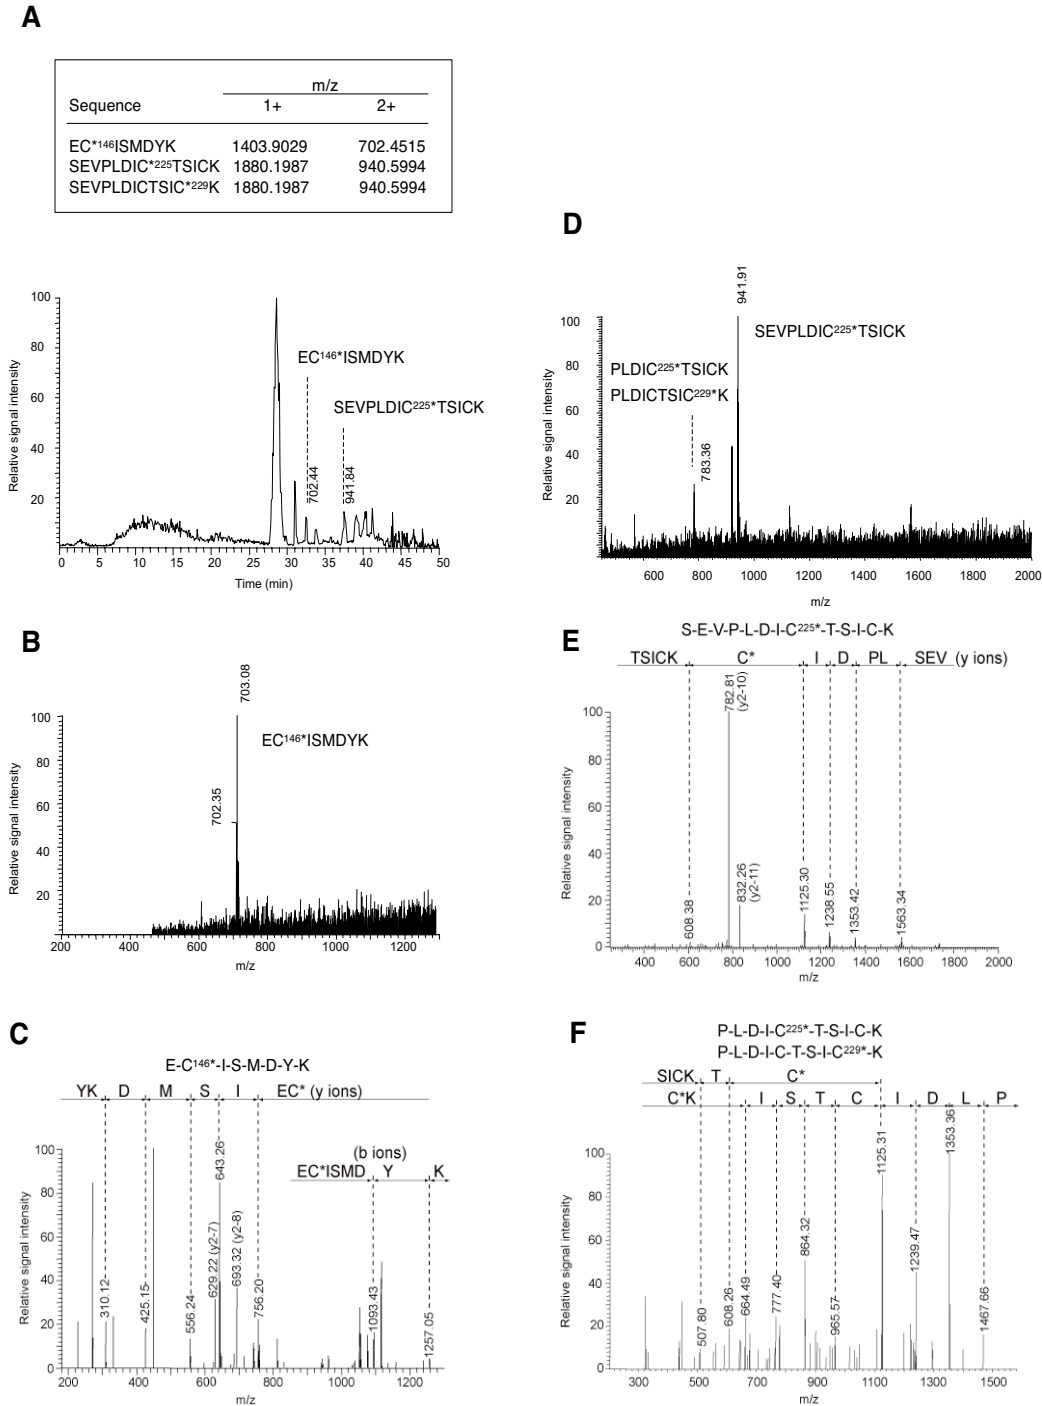 A
m/z
Sequence 1+ 2+
EC*146ISMDYK 1403.9029 702.4515
SEVPLDIC*225TSICK 1880.1987 940.5994
SEVPLDICTSIC*229K 1880.1987 940.5994
100
80
60
40
20
Relative signal intensity
EC146*ISMDYK
SEVPLDIC225*TSICK
702.44
941.84
0 5 10 15 20 25 30 35 40 45 50
Time (min)
B
703.08
702.35
EC146*ISMDYK
100
80
60
40
20
Relative signal intensity
200 400 600 800 1000 1200
m/z
C
E-C146*-I-S-M-D-Y-K
YK D M S I EC* (y ions)
(b ions)
EC*ISMD Y K
100
80
60
40
20
0
Relative signal intensity
310.12
425.15
556.24
629.22 (y2-7)
643.26
693.32 (y2-8)
756.20
1093.43
1257.05
200 400 600 800 1000 1200
m/z
D
941.91
SEVPLDIC225*TSICK
PLDIC225*TSICK
PLDICTSIC229*K
783.36
100
80
60
40
20
Relative signal intensity
600 800 1000 1200 1400 1600 1800 2000
m/z
E
S-E-V-P-L-D-I-C225*-T-S-I-C-K
TSICK C* I D PL SEV (y ions)
100
80
60
40
20
0
Relative signal intensity
608.38
782.81 (y2-10)
832.26 (y2-11)
1125.30
1238.55
1353.42
1563.34
400 600 800 1000 1200 1400 1600 1800 2000
m/z
F
P-L-D-I-C225*-T-S-I-C-K
P-L-D-I-C-T-S-I-C229*-K
SICK T C*
C*K I S T C I D L P
100
80
60
40
20
0
Relative signal intensity
507.80
608.26
664.49
777.40
864.32
965.57
1125.31
1239.47
1353.36
1467.66
300 500 700 900 1100 1300 1500
m/z